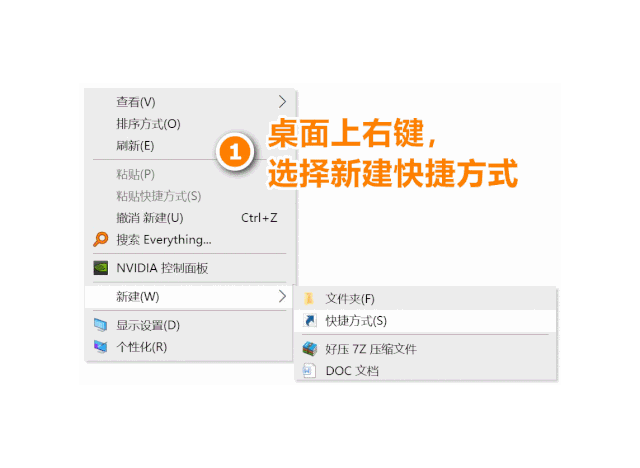 查看(V)
排序方式(O)
刷新(E)
1
桌面上右键，
选择新建快捷方式
粘贴(P)
粘贴快捷方式(S)
撤消 新建(U) Ctrl+Z
搜索 Everything...
NVIDIA 控制面板
新建(W)
显示设置(D)
个性化(R)
文件夹(F)
快捷方式(S)
好压 7Z 压缩文件
DOC 文档